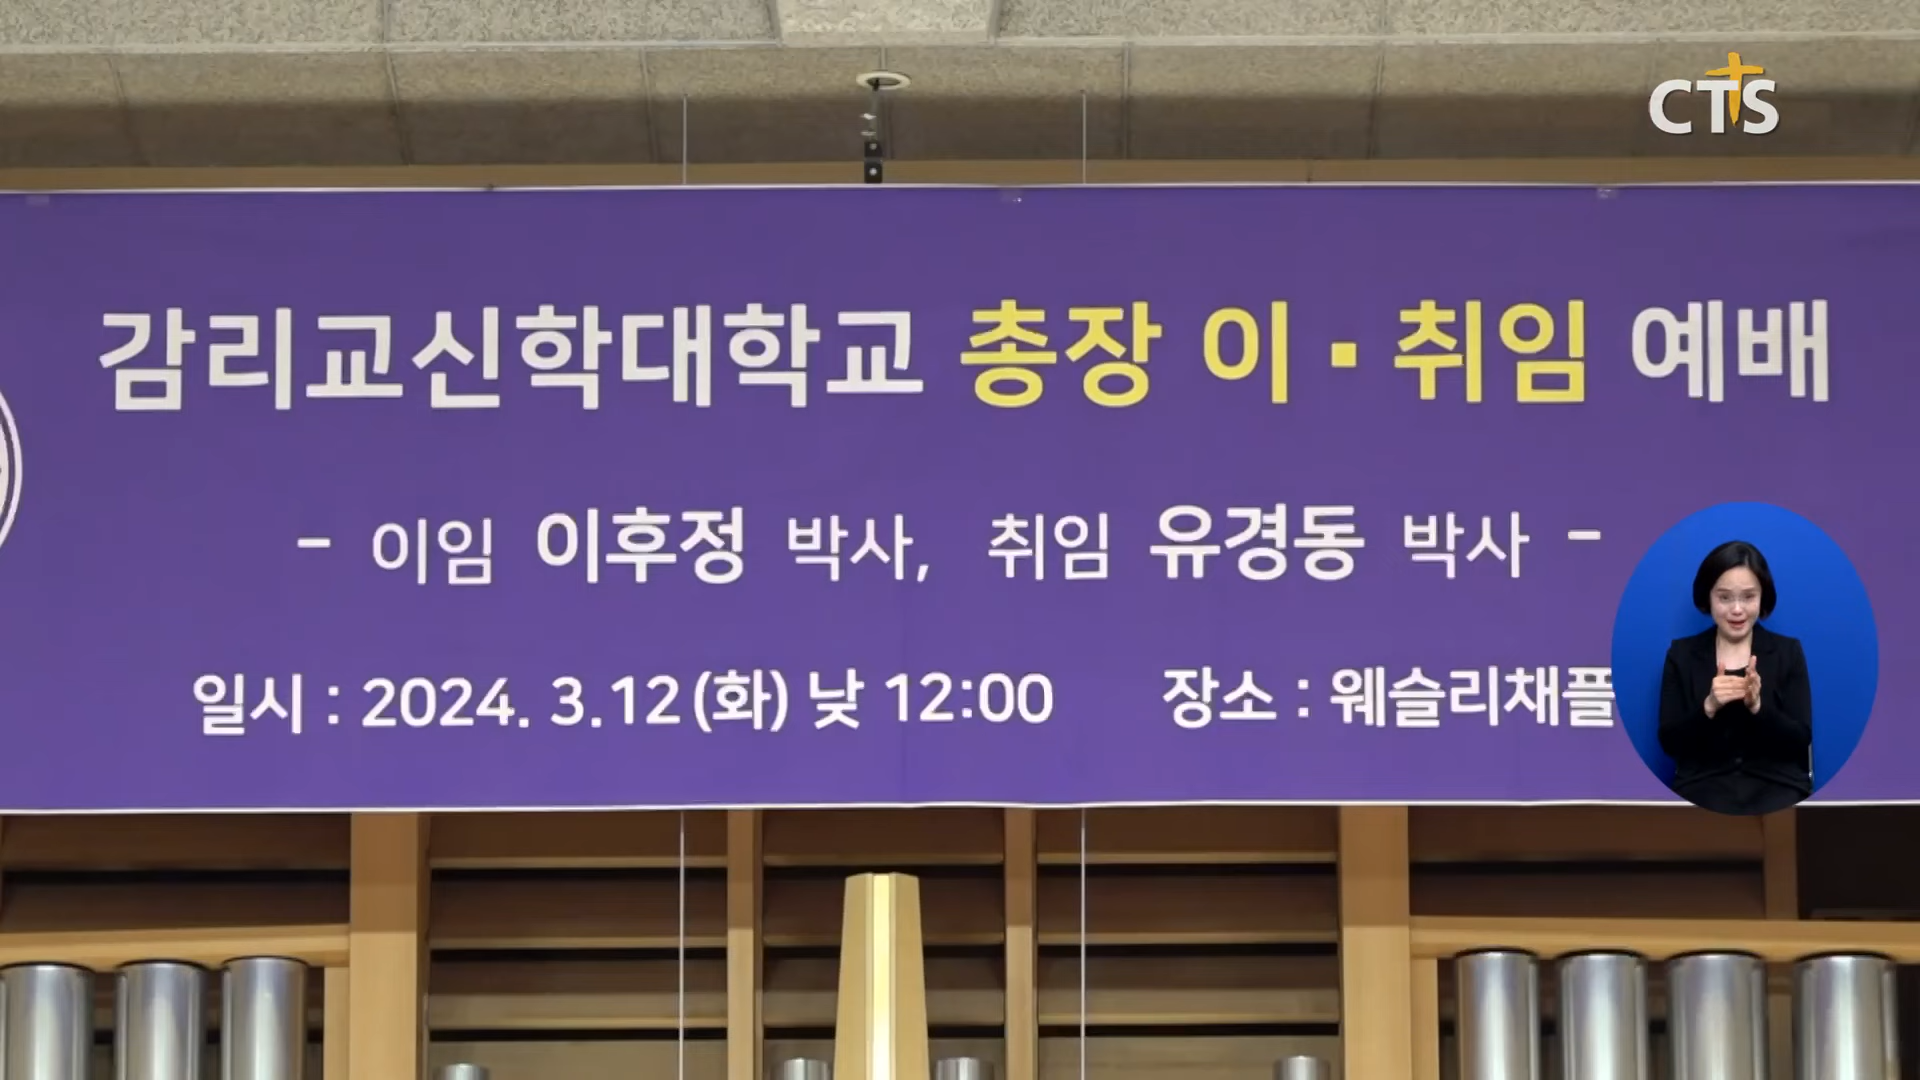 CTS
감리교신학대학교 총장 이·취임 예배
- 이임 이후정 박사, 취임 유경동 박사 -
일시 : 2024. 3.12(화) 낮 12:00 장소 : 웨슬리채플